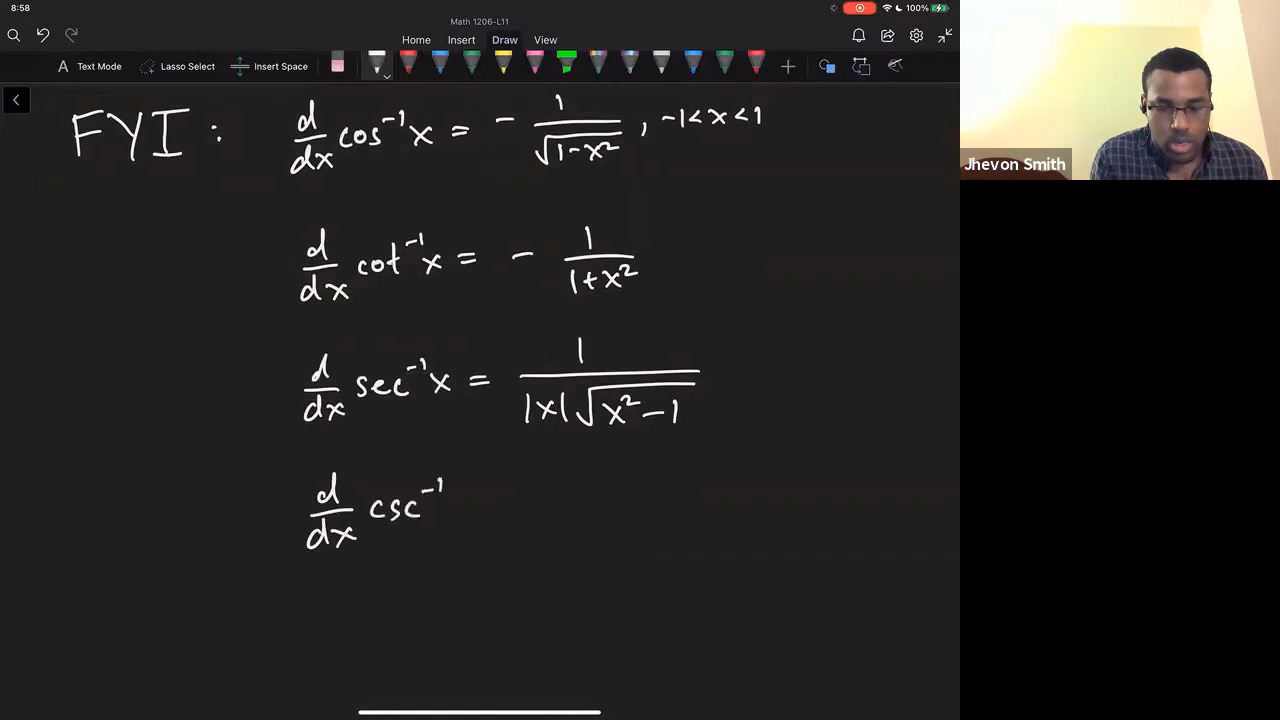 8:58
100%
Math 1206-L11
Home Insert Draw View
Text Mode Lasso Select Insert Space
FYI: d/dx cos⁻¹x = - 1/√(1-x²), -1<x<1
d/dx cot⁻¹x = - 1/(1+x²)
d/dx sec⁻¹x = 1/(|x|√(x²-1))
d/dx csc⁻¹
Jhevon Smith